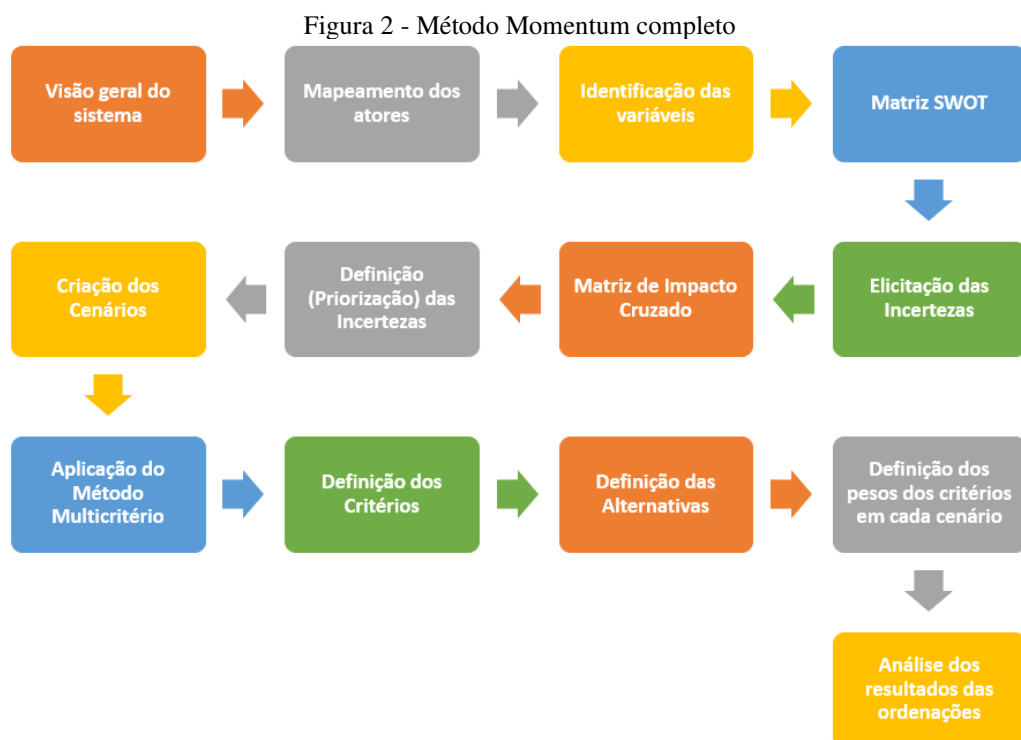 Figura 2 - Método Momentum completo
Visão geral do
sistema
Mapeamento dos
atores
Identificação das
variáveis
Matriz SWOT
Elicitação das
Incertezas
Matriz de Impacto
Cruzado
Definição
(Priorização) das
Incertezas
Criação dos
Cenários
Aplicação do
Método
Multicritério
Definição dos
Critérios
Definição das
Alternativas
Definição dos
pesos dos critérios
em cada cenário
Análise dos
resultados das
ordenações